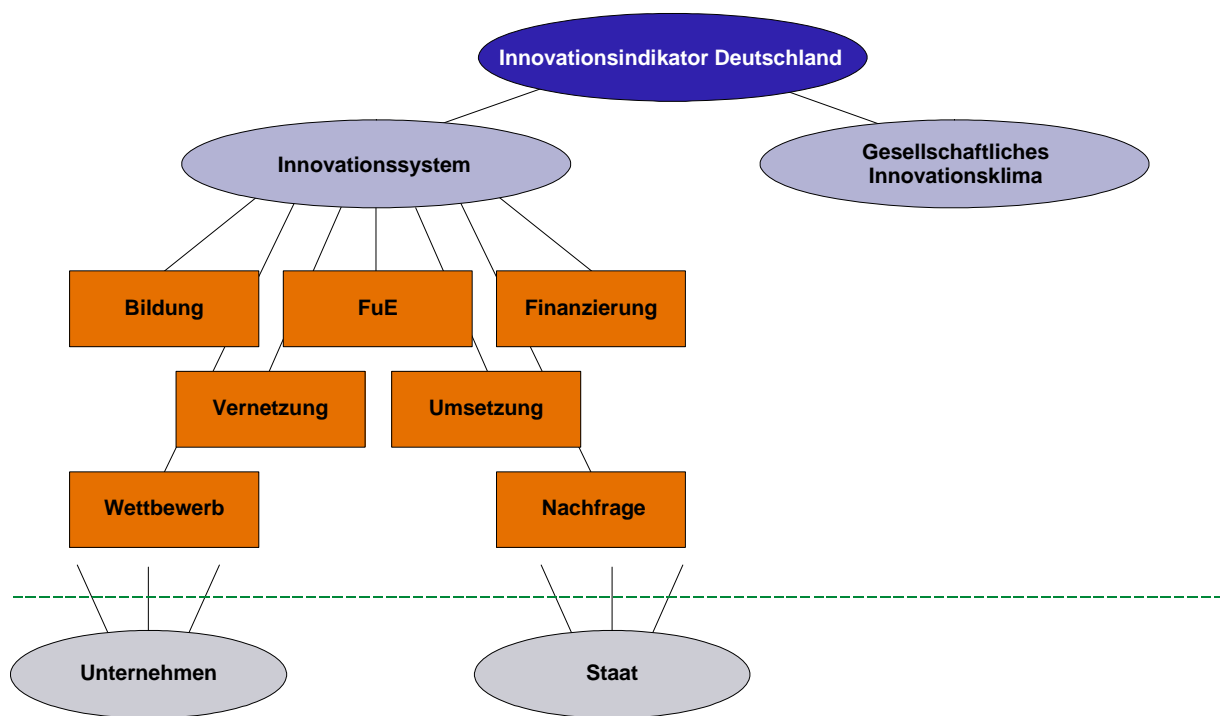 Innovationsindikator Deutschland
Innovationssystem
Gesellschaftliches
Innovationsklima
Bildung
FuE
Finanzierung
Vernetzung
Umsetzung
Wettbewerb
Nachfrage
Unternehmen
Staat